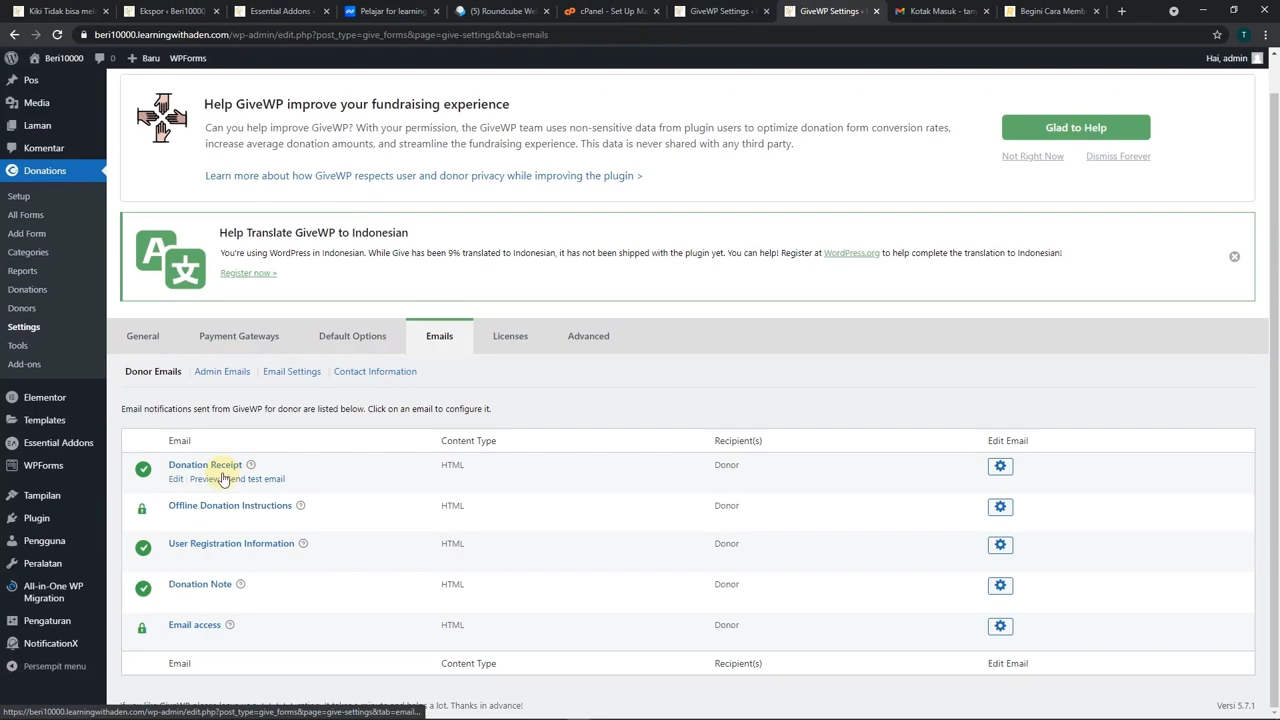 Kiki Tidak bisa mele
Ekspor ‹ Beri10000
Essential Addons ‹
Pelajar for learning
(5) Roundcube Web
cPanel - Set Up Ma
GiveWP Settings ‹
GiveWP Settings ‹
Kotak Masuk - tang
Begini Cara Memb
beri10000.learningwithaden.com/wp-admin/edit.php?post_type=give_forms&page=give-settings&tab=emails
T
Beri10000
0
Baru
WPForms
Hai, admin
Pos
Media
Laman
Komentar
Donations
Setup
All Forms
Add Form
Categories
Reports
Donations
Donors
Settings
Tools
Add-ons
Elementor
Templates
EA
Essential Addons
WPForms
Tampilan
Plugin
Pengguna
Peralatan
All-in-One WP
Migration
Pengaturan
NotificationX
Persempit menu
Help GiveWP improve your fundraising experience
Can you help improve GiveWP? With your permission, the GiveWP team uses non-sensitive data from plugin users to optimize donation form conversion rates,
increase average donation amounts, and streamline the fundraising experience. This data is never shared with any third party.
Learn more about how GiveWP respects user and donor privacy while improving the plugin >
Glad to Help
Not Right Now
Dismiss Forever
A
文
Help Translate GiveWP to Indonesian
You're using WordPress in Indonesian. While Give has been 9% translated to Indonesian, it has not been shipped with the plugin yet. You can help! Register at WordPress.org to help complete the translation to Indonesian!
Register now »
General
Payment Gateways
Default Options
Emails
Licenses
Advanced
Donor Emails | Admin Emails | Email Settings | Contact Information
Email notifications sent from GiveWP for donor are listed below. Click on an email to configure it.
Email
Content Type
Recipient(s)
Edit Email
Donation Receipt
HTML
Donor
Edit | Preview
end test email
Offline Donation Instructions
HTML
Donor
User Registration Information
HTML
Donor
Donation Note
HTML
Donor
Email access
HTML
Donor
Email
Content Type
Recipient(s)
Edit Email
Thanks in advance!
Versi 5.7.1
https://beri10000.learningwithaden.com/wp-admin/edit.php?post_type=give_forms&page=give-settings&tab=email...